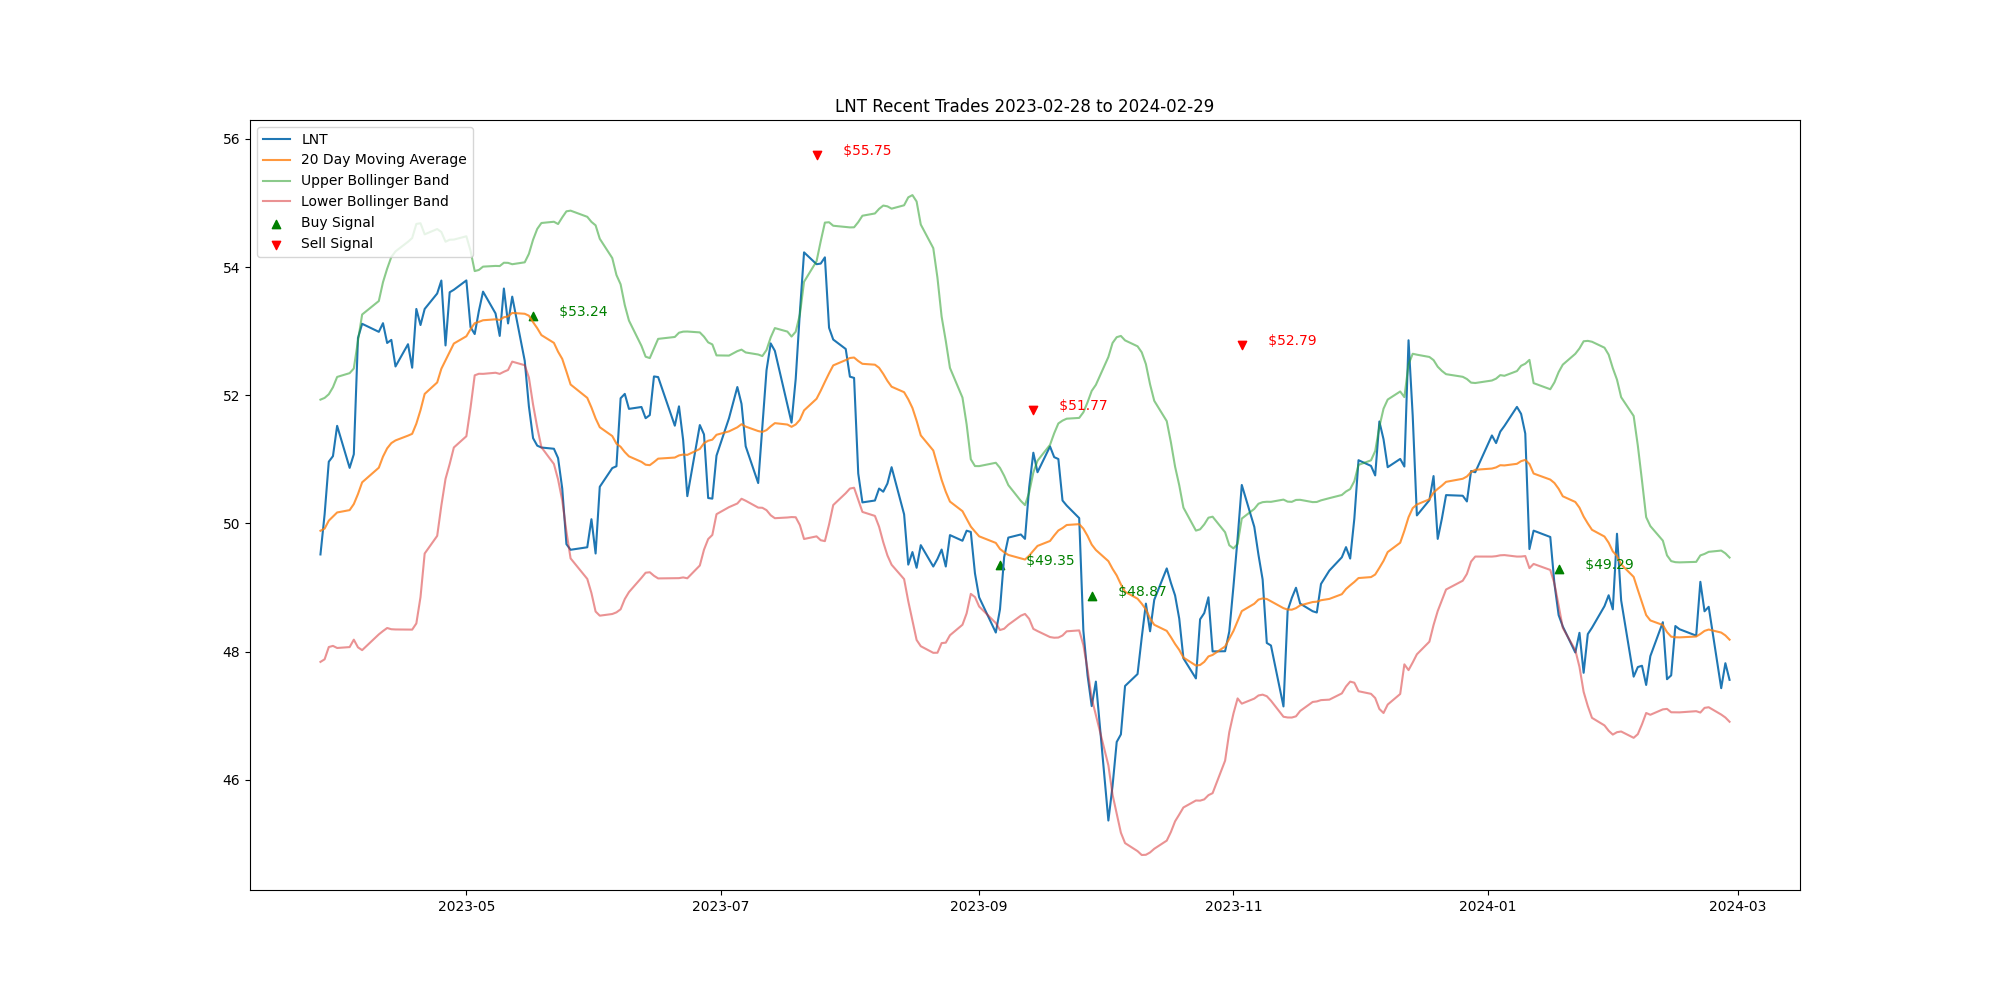 LNT Recent Trades 2023-02-28 to 2024-02-29
56
54
52
50
48
46
LNT
20 Day Moving Average
Upper Bollinger Band
Lower Bollinger Band
Buy Signal
Sell Signal
$55.75
$53.24
$52.79
$51.77
$49.35
$49.29
$48.87
2023-05
2023-07
2023-09
2023-11
2024-01
2024-03